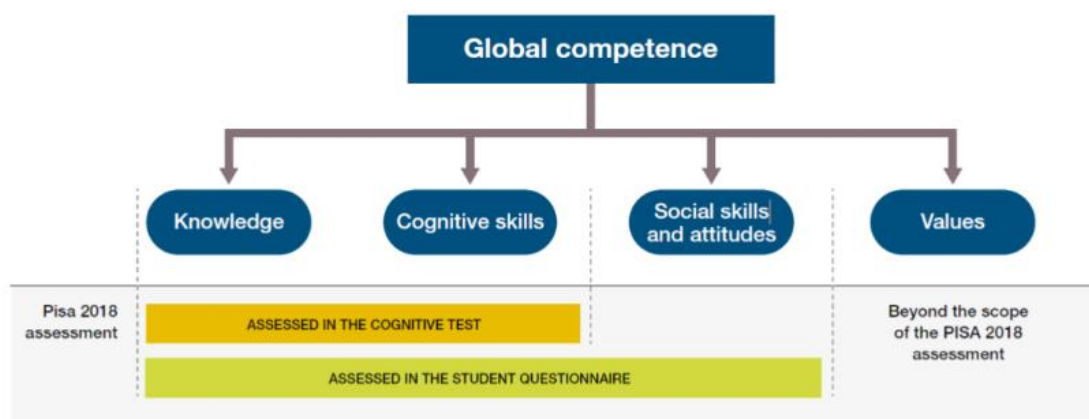 Global competence
Knowledge
Cognitive skills
Social skills
and attitudes
Values
Pisa 2018
assessment
ASSESSED IN THE COGNITIVE TEST
Beyond the scope
of the PISA 2018
assessment
ASSESSED IN THE STUDENT QUESTIONNAIRE